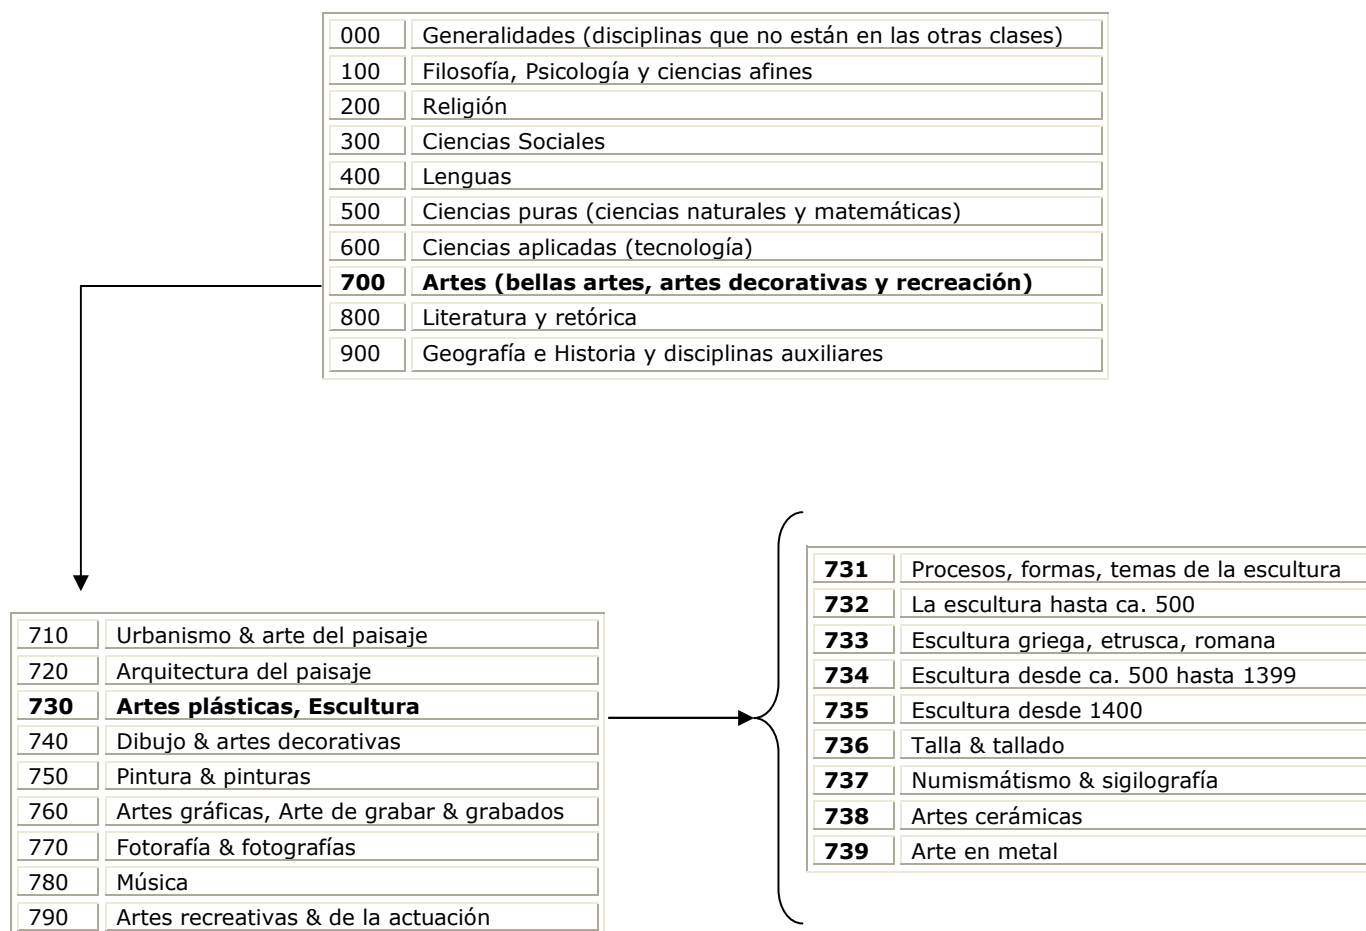 000 Generalidades (disciplinas que no están en las otras clases)
100 Filosofía, Psicología y ciencias afines
200 Religión
300 Ciencias Sociales
400 Lenguas
500 Ciencias puras (ciencias naturales y matemáticas)
600 Ciencias aplicadas (tecnología)
700 Artes (bellas artes, artes decorativas y recreación)
800 Literatura y retórica
900 Geografía e Historia y disciplinas auxiliares
710 Urbanismo & arte del paisaje
720 Arquitectura del paisaje
730 Artes plásticas, Escultura
740 Dibujo & artes decorativas
750 Pintura & pinturas
760 Artes gráficas, Arte de grabar & grabados
770 Fotorafía & fotografías
780 Música
790 Artes recreativas & de la actuación
731 Procesos, formas, temas de la escultura
732 La escultura hasta ca. 500
733 Escultura griega, etrusca, romana
734 Escultura desde ca. 500 hasta 1399
735 Escultura desde 1400
736 Talla & tallado
737 Numismátismo & sigilografía
738 Artes cerámicas
739 Arte en metal